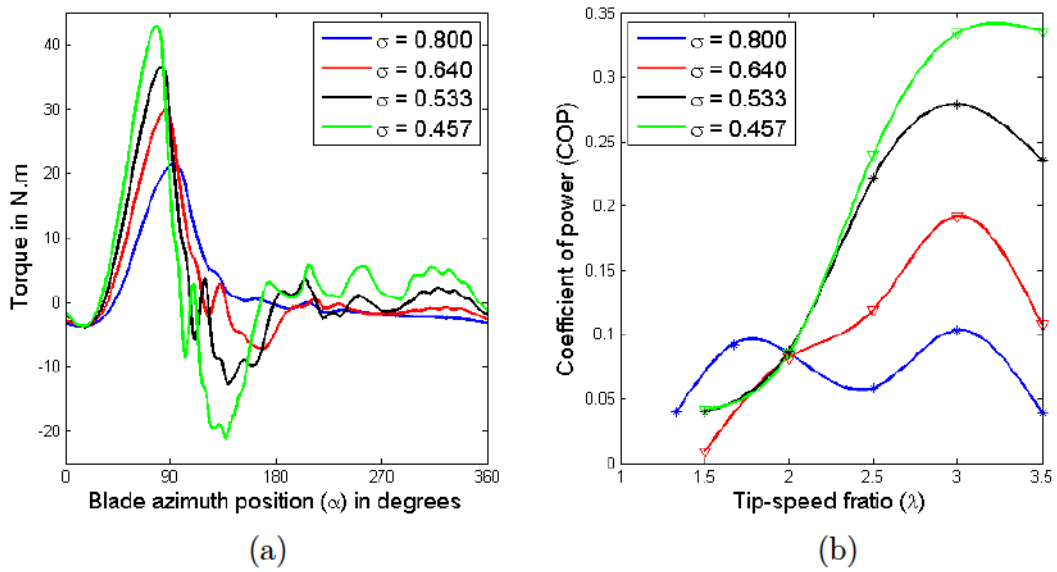 40
30
20
10
0
-10
-20
0
90
180
270
360
Torque in N.m
Blade azimuth position (α) in degrees
σ = 0.800
σ = 0.640
σ = 0.533
σ = 0.457
(a)
0.35
0.3
0.25
0.2
0.15
0.1
0.05
0
1
1.5
2
2.5
3
3.5
Coefficient of power (COP)
Tip-speed fratio (λ)
σ = 0.800
σ = 0.640
σ = 0.533
σ = 0.457
(b)